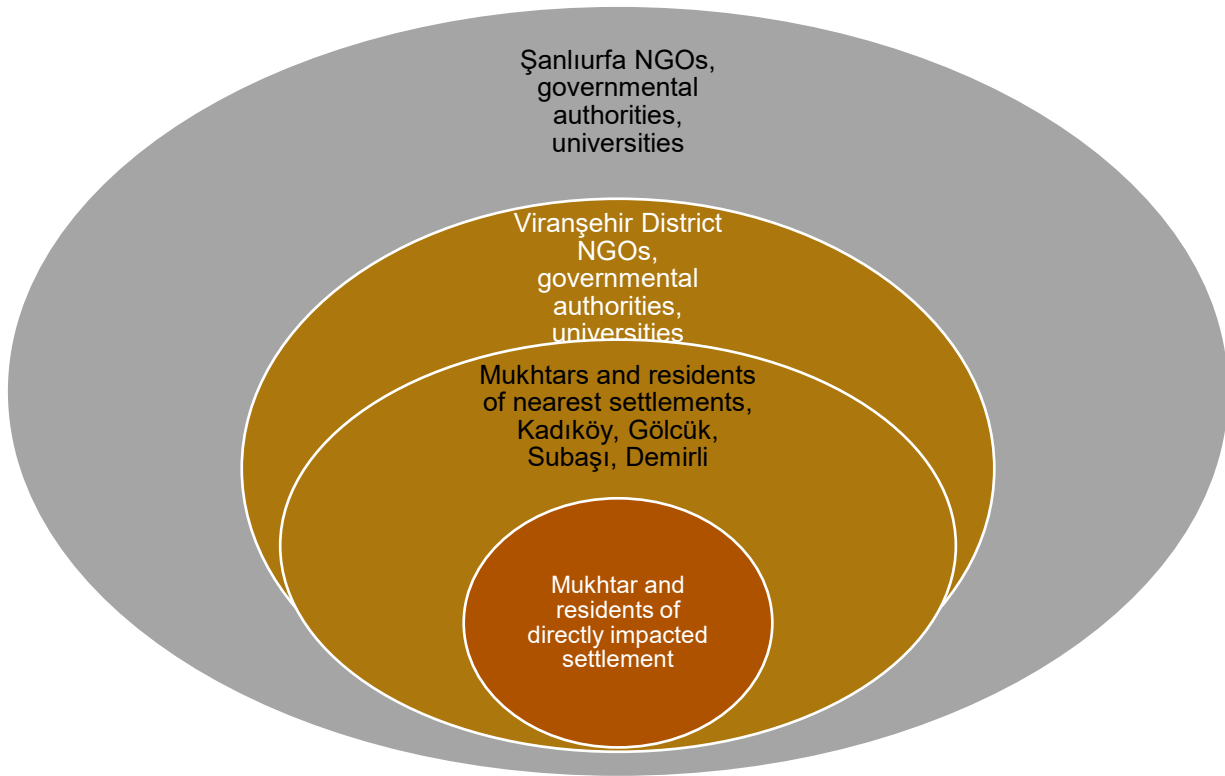 Şanlıurfa NGOs,
governmental
authorities,
universities
Viranşehir District
NGOs,
governmental
authorities,
universities
Mukhtars and residents
of nearest settlements,
Kadıköy, Gölcük,
Subaşı, Demirli
Mukhtar and
residents of
directly impacted
settlement